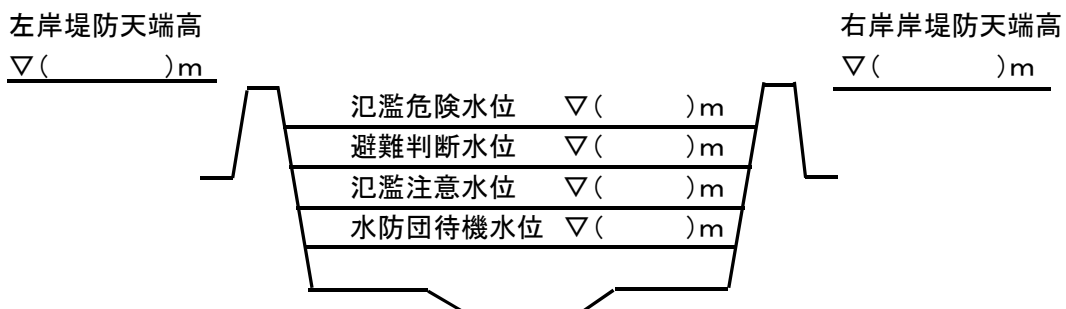 左岸堤防天端高
▽(　　　　)m
右岸岸堤防天端高
▽(　　　　)m
氾濫危険水位　▽(　　　)m
避難判断水位　▽(　　　)m
氾濫注意水位　▽(　　　)m
水防団待機水位　▽(　　　)m